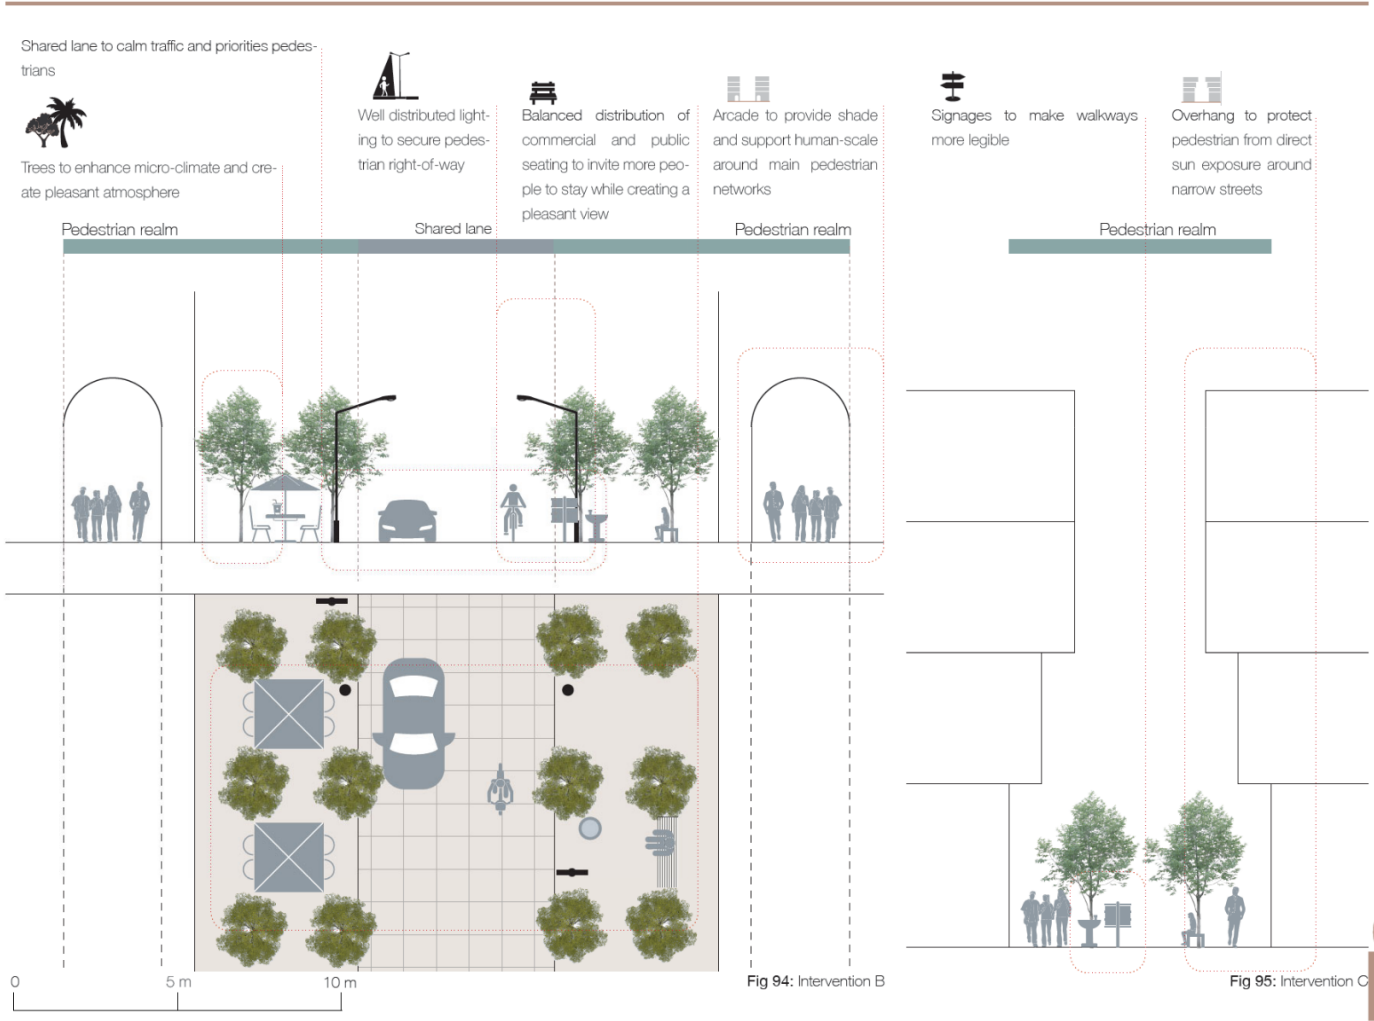 Shared lane to calm traffic and priorities pedes-
trians
Trees to enhance micro-climate and cre-
ate pleasant atmosphere
Well distributed light-
ing to secure pedes-
trian right-of-way
Balanced distribution of
commercial and public
seating to invite more peo-
ple to stay while creating a
pleasant view
Arcade to provide shade
and support human-scale
around main pedestrian
networks
Signages to make walkways
more legible
Overhang to protect
pedestrian from direct
sun exposure around
narrow streets
Pedestrian realm
Shared lane
Pedestrian realm
Pedestrian realm
0
5 m
10 m
Fig 94: Intervention B
Fig 95: Intervention C